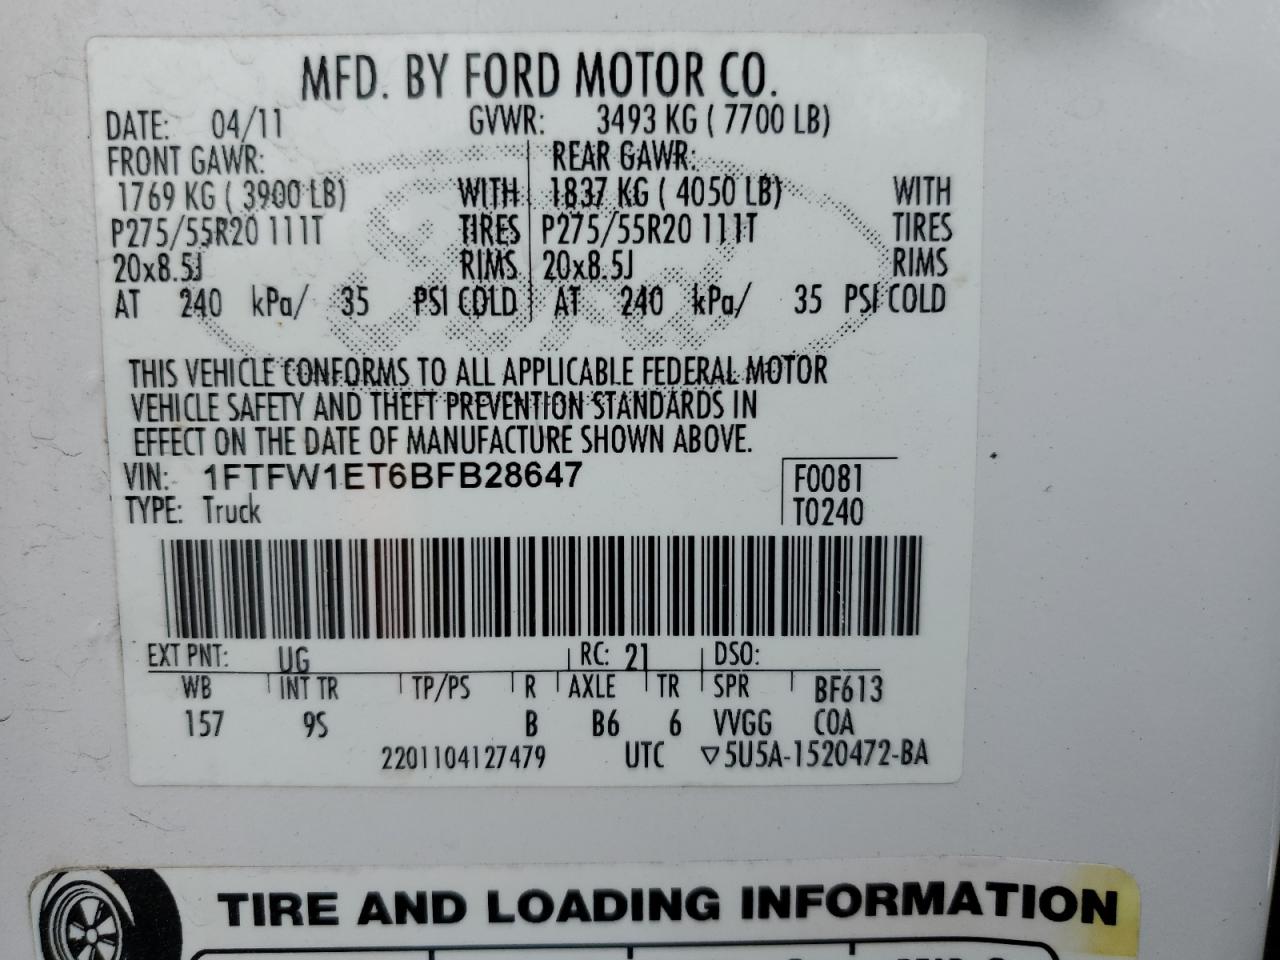 MFD. BY FORD MOTOR CO.
DATE: 04/11 GVWR: 3493 KG ( 7700 LB)
FRONT GAWR: REAR GAWR:
1769 KG ( 3900 LB) WITH 1837 KG ( 4050 LB) WITH
P275/55R20 111T TIRES P275/55R20 111T TIRES
20x8.5J RIMS 20x8.5J RIMS
AT 240 kPa/ 35 PSI COLD AT 240 kPa/ 35 PSI COLD
THIS VEHICLE CONFORMS TO ALL APPLICABLE FEDERAL MOTOR
VEHICLE SAFETY AND THEFT PREVENTION STANDARDS IN
EFFECT ON THE DATE OF MANUFACTURE SHOWN ABOVE.
VIN: 1FTFW1ET6BFB28647 F0081
TYPE: Truck T0240
EXT PNT: UG RC: 21 DSO:
WB INT TR TP/PS R AXLE TR SPR BF613
157 9S B B6 6 VVGG COA
2201104127479 UTC ▽5U5A-1520472-BA
TIRE AND LOADING INFORMATION